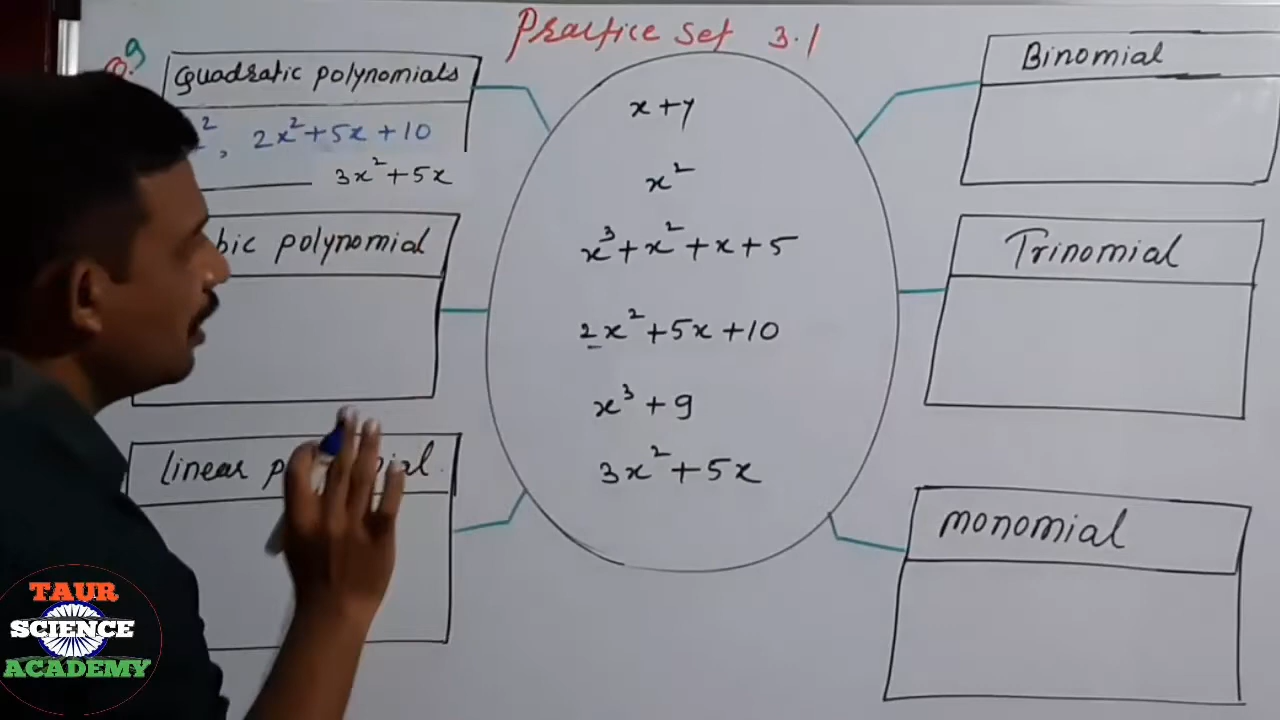 Practice Set 3.1
Q.9
Quadratic polynomials
2x²+5x+10
3x²+5x
polynomial
linear
x+y
x²
x³+x²+x+5
2x²+5x+10
x³+9
3x²+5x
Binomial
Trinomial
monomial
TAUR
SCIENCE
ACADEMY